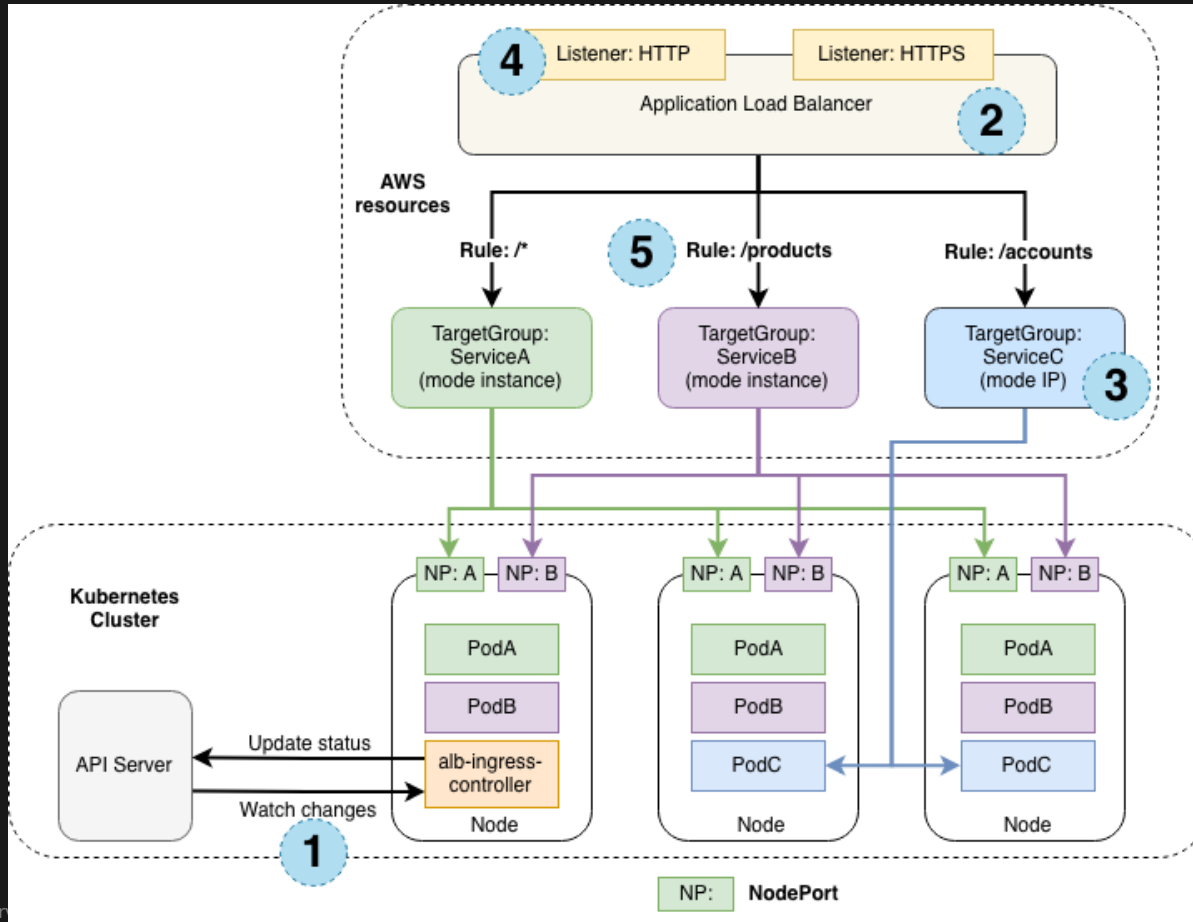 4
Listener: HTTP
Listener: HTTPS
Application Load Balancer
2
AWS
resources
Rule: /*
5
Rule: /products
Rule: /accounts
TargetGroup:
ServiceA
(mode instance)
TargetGroup:
ServiceB
(mode instance)
TargetGroup:
ServiceC
(mode IP)
3
Kubernetes
Cluster
NP: A
NP: B
NP: A
NP: B
NP: A
NP: B
PodA
PodA
PodA
PodB
PodB
PodB
API Server
Update status
Watch changes
1
alb-ingress-
controller
PodC
PodC
Node
Node
Node
NP:
NodePort